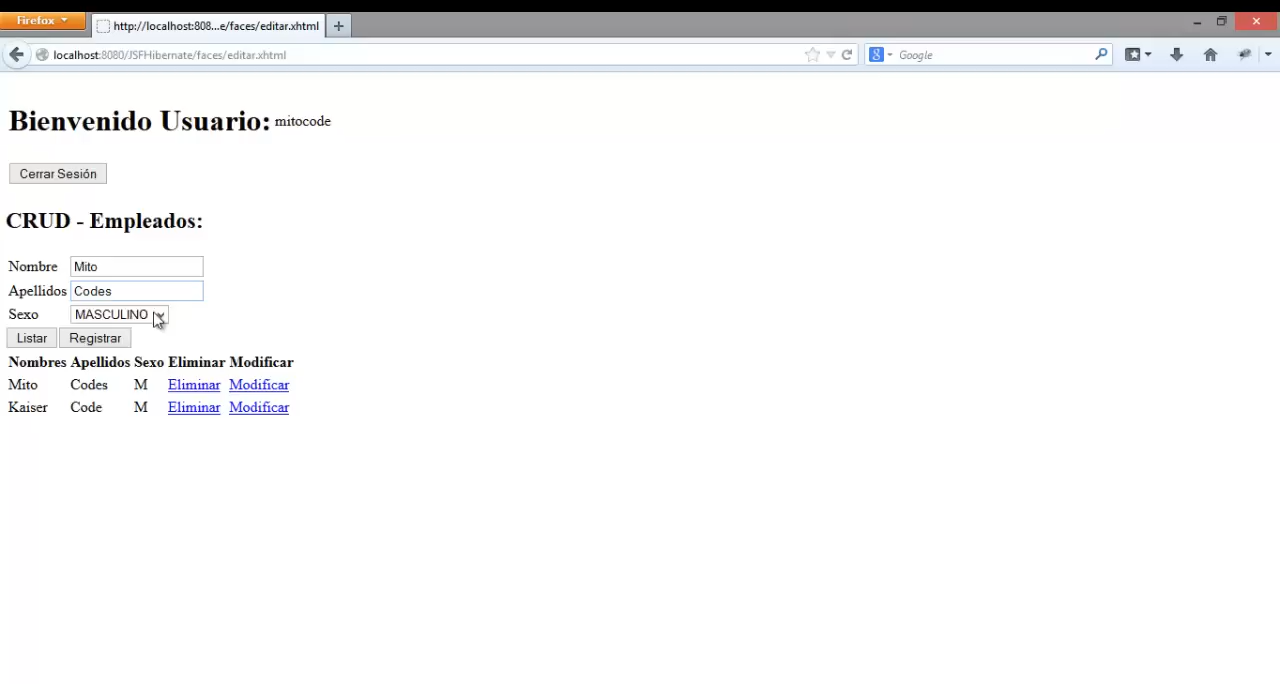 Firefox
http://localhost:808...e/faces/editar.xhtml
localhost:8080/JSFHibernate/faces/editar.xhtml
Google
Bienvenido Usuario: mitocode
Cerrar Sesión
CRUD - Empleados:
Nombre Mito
Apellidos Codes
Sexo MASCULINO
Listar Registrar
Nombres Apellidos Sexo Eliminar Modificar
Mito Codes M Eliminar Modificar
Kaiser Code M Eliminar Modificar